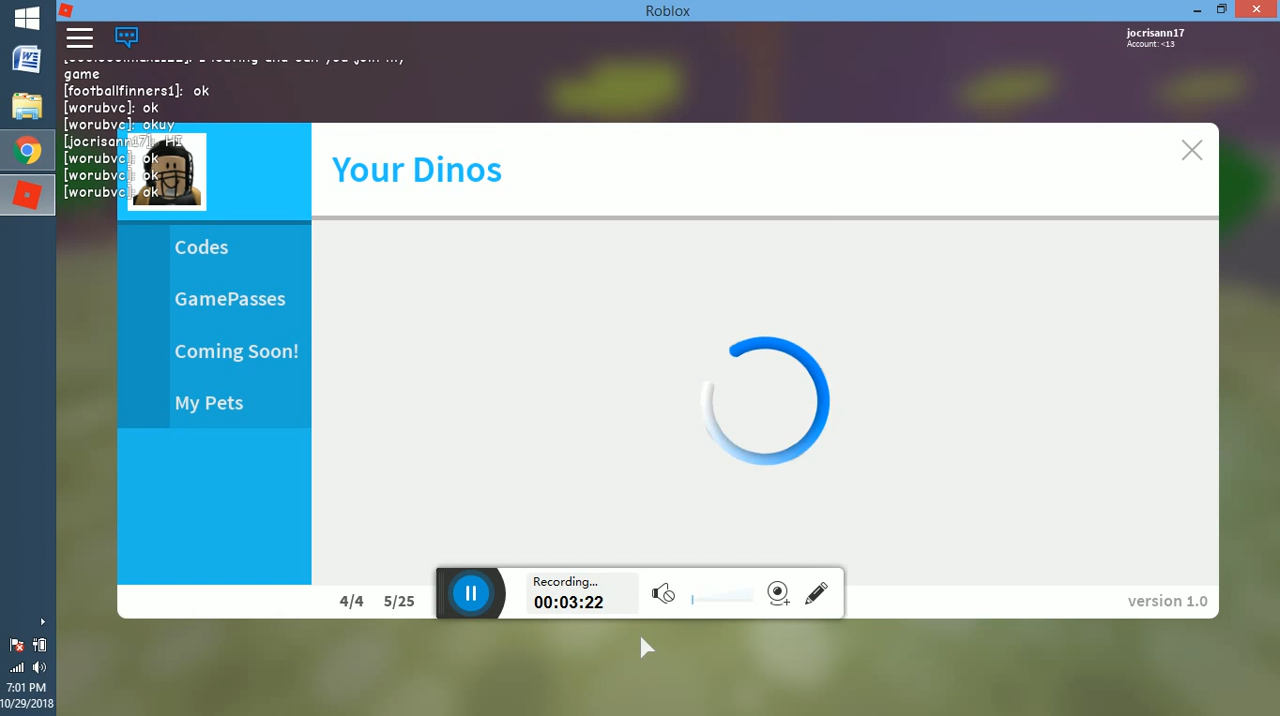 Roblox
jocrisann17
Account: <13
game
[footballfinners1]: ok
[worubvc]: ok
[worubvc]: okuy
[jocrisann17]: HI
[worubvc]: ok
[worubvc]: ok
[worubvc]: ok
Your Dinos
Codes
GamePasses
Coming Soon!
My Pets
4/4 5/25
Recording...
00:03:22
version 1.0
7:01 PM
10/29/2018